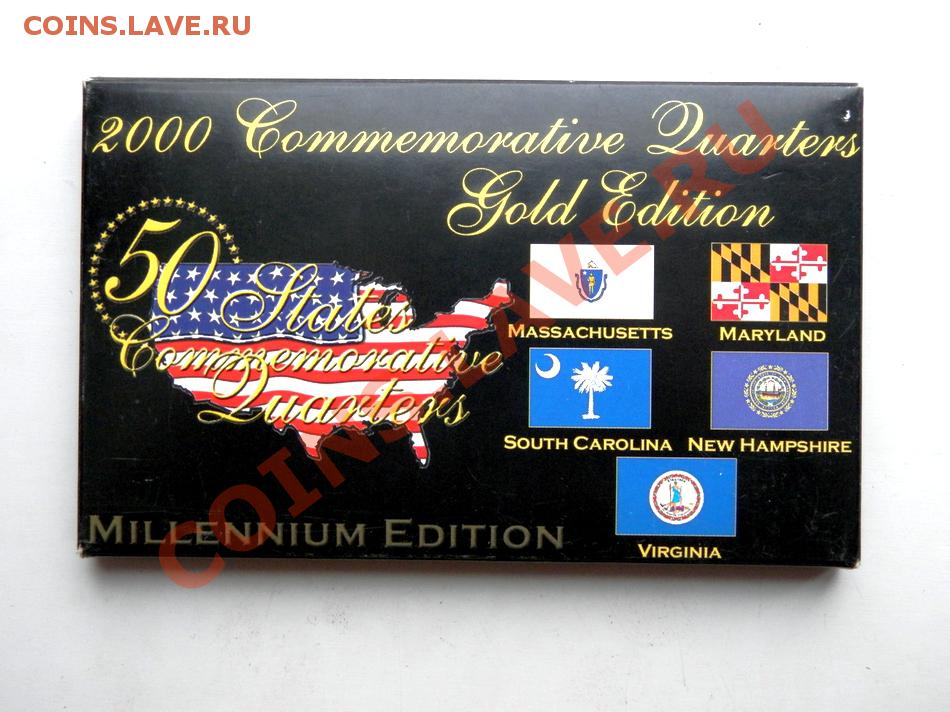 COINS.LAVE.RU
2000 Commemorative Quarters
Gold Edition
50 States
Commemorative
Quarters
MASSACHUSETTS
MARYLAND
SOUTH CAROLINA
NEW HAMPSHIRE
VIRGINIA
MILLENNIUM EDITION
COINS.LAVE.RU